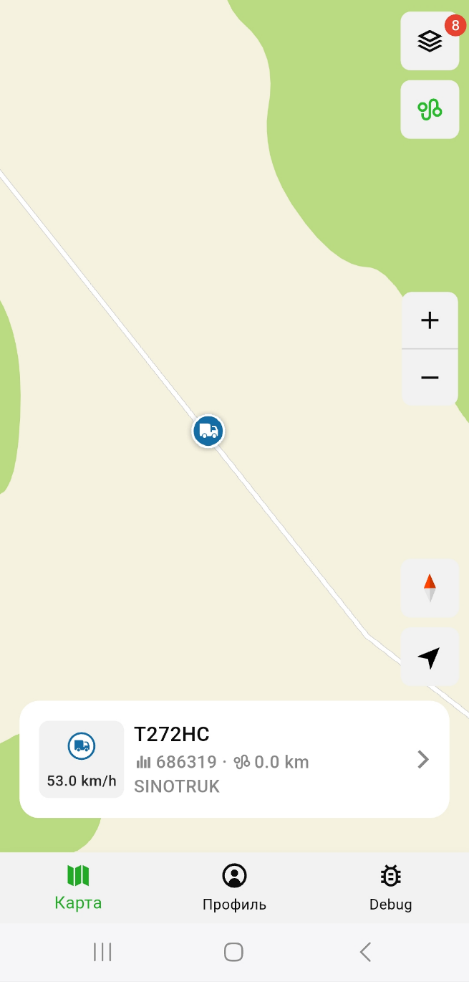 8
+
−
T272HC
686319 · 0.0 km
53.0 km/h
SINOTRUK
Карта
Профиль
Debug